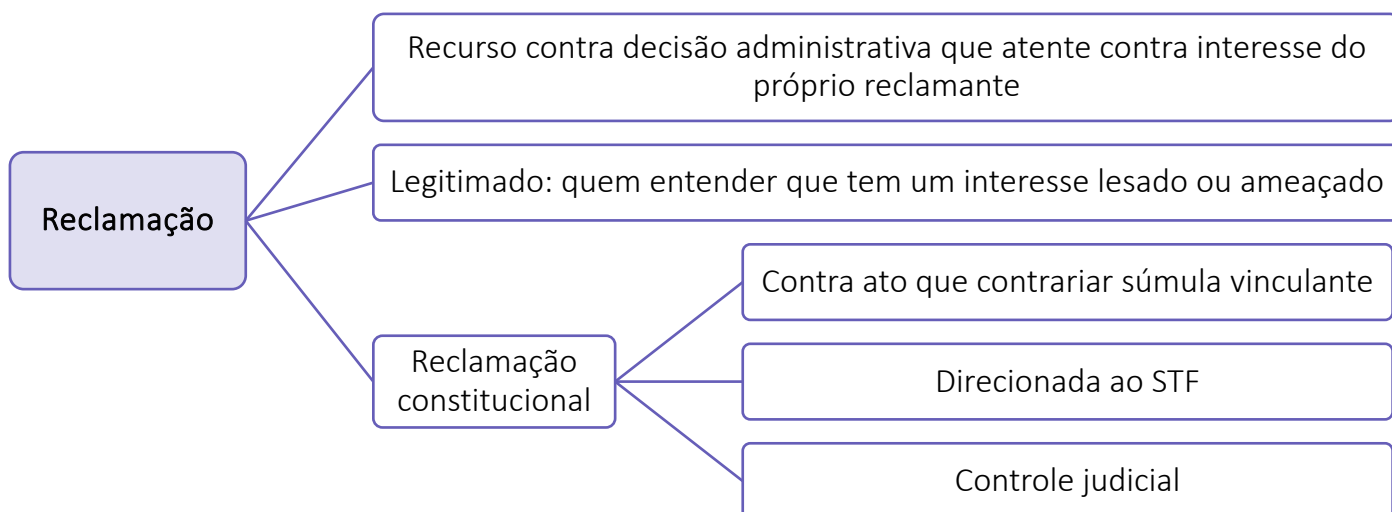 Recurso contra decisão administrativa que atente contra interesse do
próprio reclamante
Reclamação
Legitimado: quem entender que tem um interesse lesado ou ameaçado
Reclamação
constitucional
Contra ato que contrariar súmula vinculante
Direcionada ao STF
Controle judicial